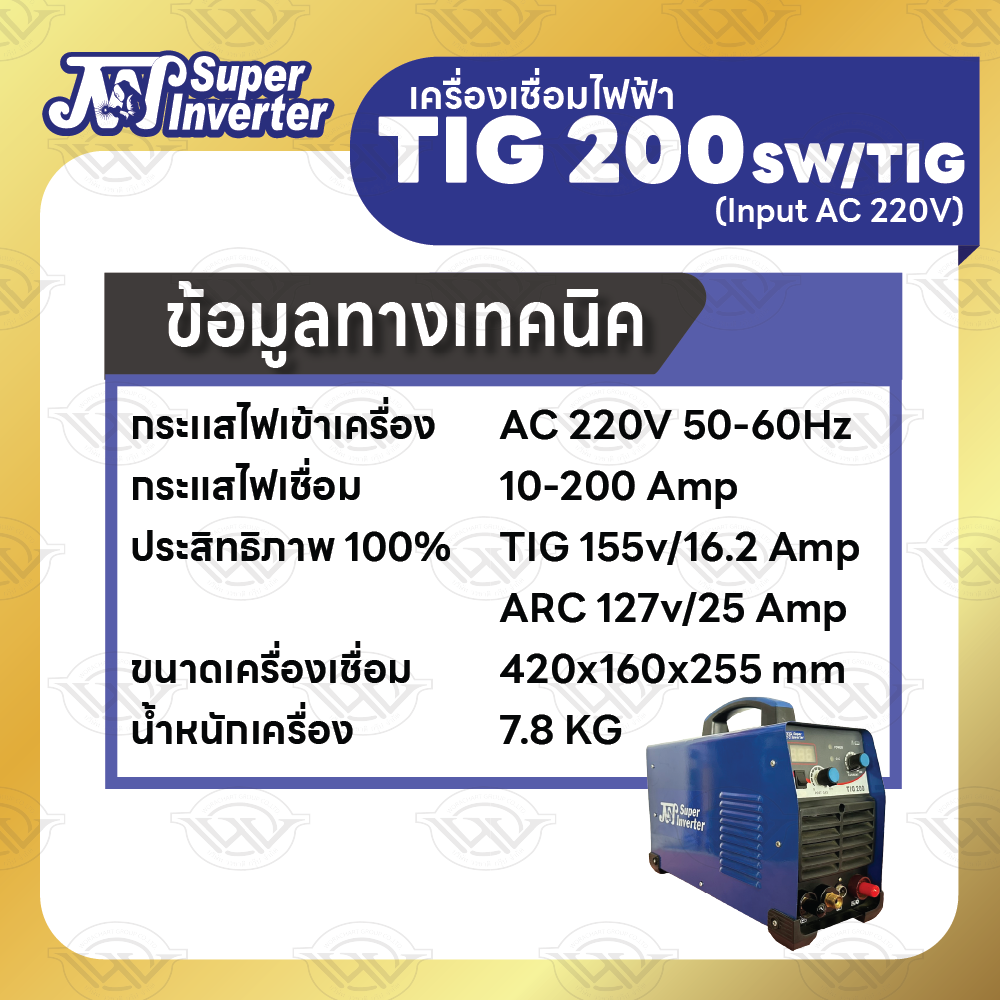 JWJ Super
Inverter
เครื่องเชื่อมไฟฟ้า
TIG 200 SW/TIG
(Input AC 220V)
ข้อมูลทางเทคนิค
กระแสไฟเข้าเครื่อง AC 220V 50-60Hz
กระแสไฟเชื่อม 10-200 Amp
ประสิทธิภาพ 100% TIG 155v/16.2 Amp
ARC 127v/25 Amp
ขนาดเครื่องเชื่อม 420x160x255 mm
น้ำหนักเครื่อง 7.8 KG
Super
Inverter
TIG 200